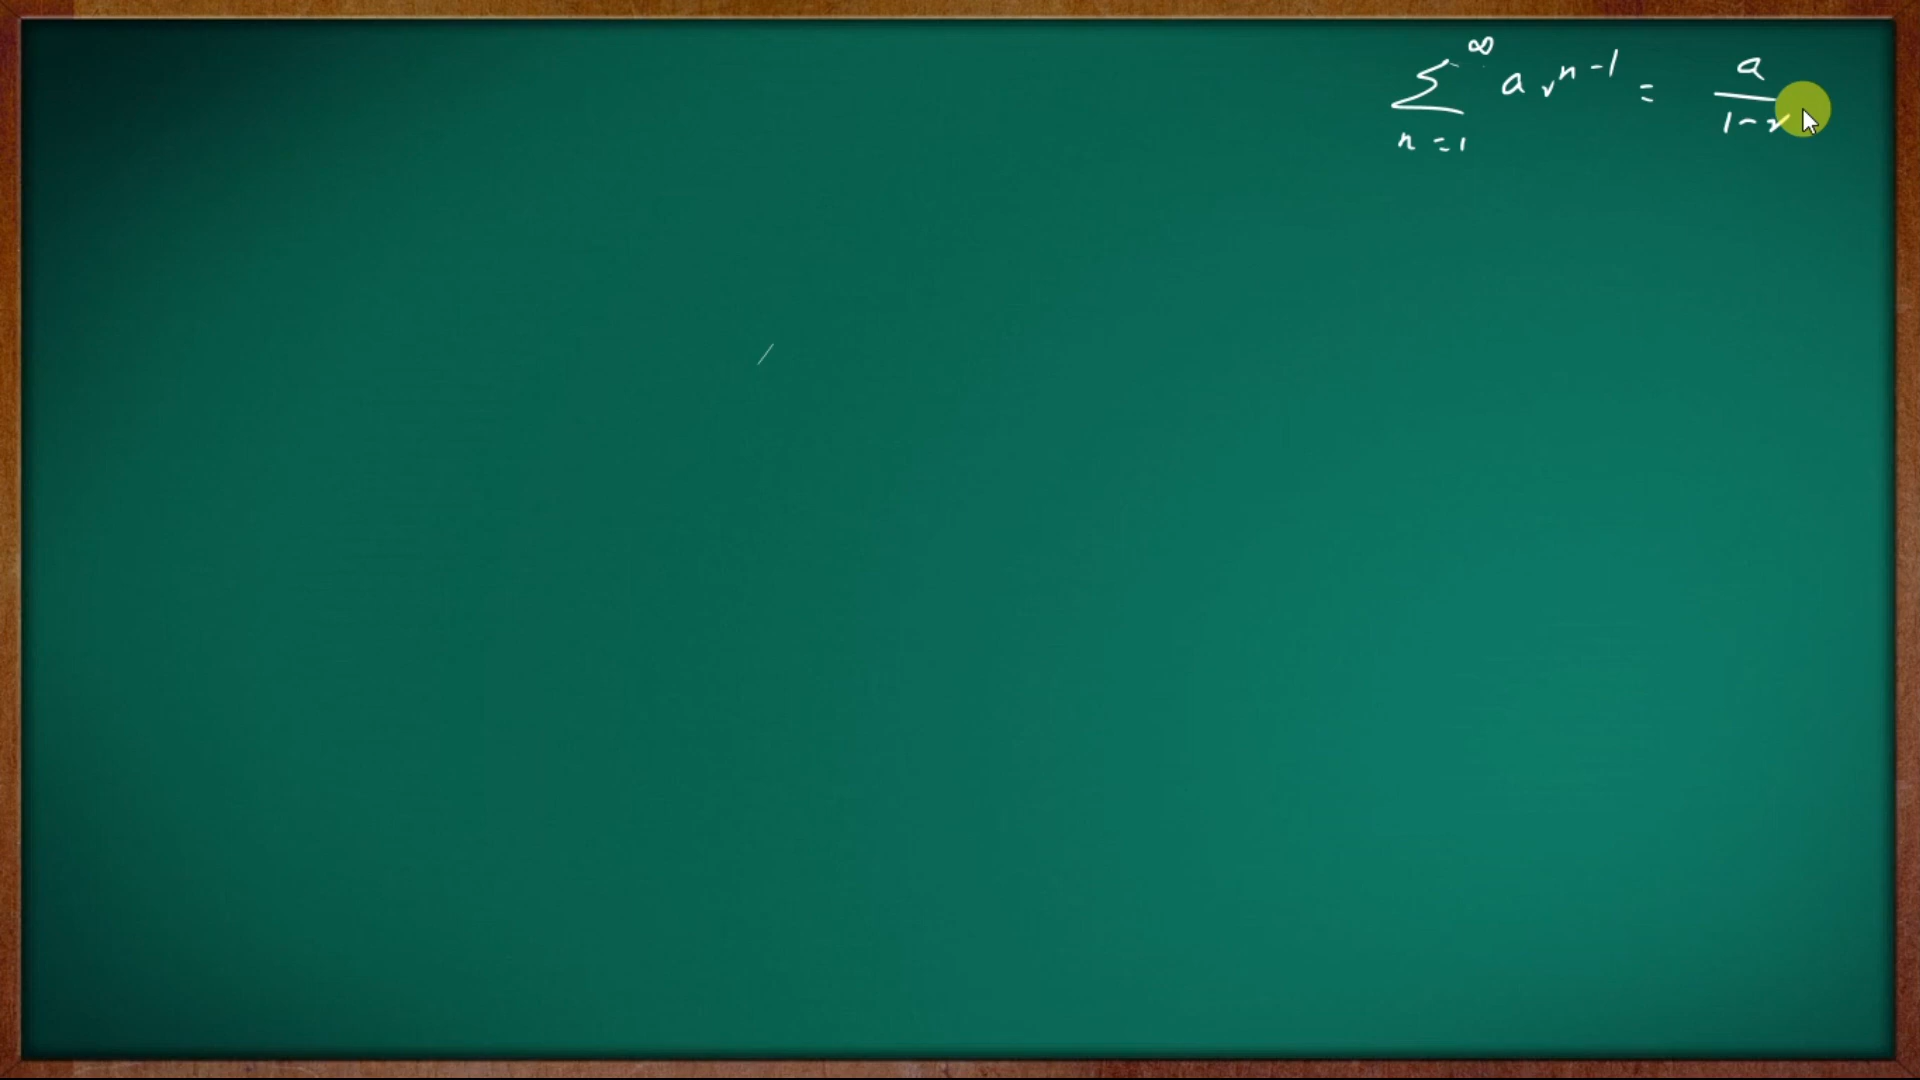 ∞
∑ a r^{n-1} = a/(1-r)
n=1